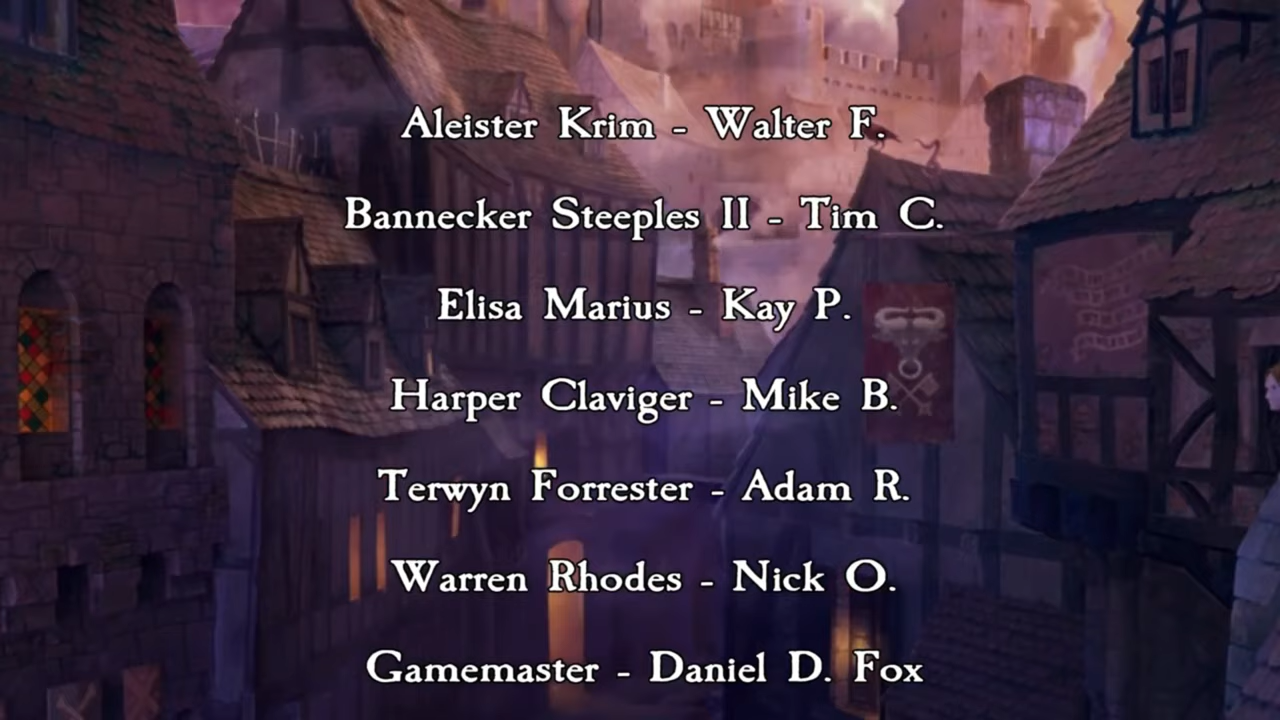 Aleister Krim - Walter F.
Bannecker Steeples II - Tim C.
Elisa Marius - Kay P.
Harper Claviger - Mike B.
Terwyn Forrester - Adam R.
Warren Rhodes - Nick O.
Gamemaster - Daniel D. Fox